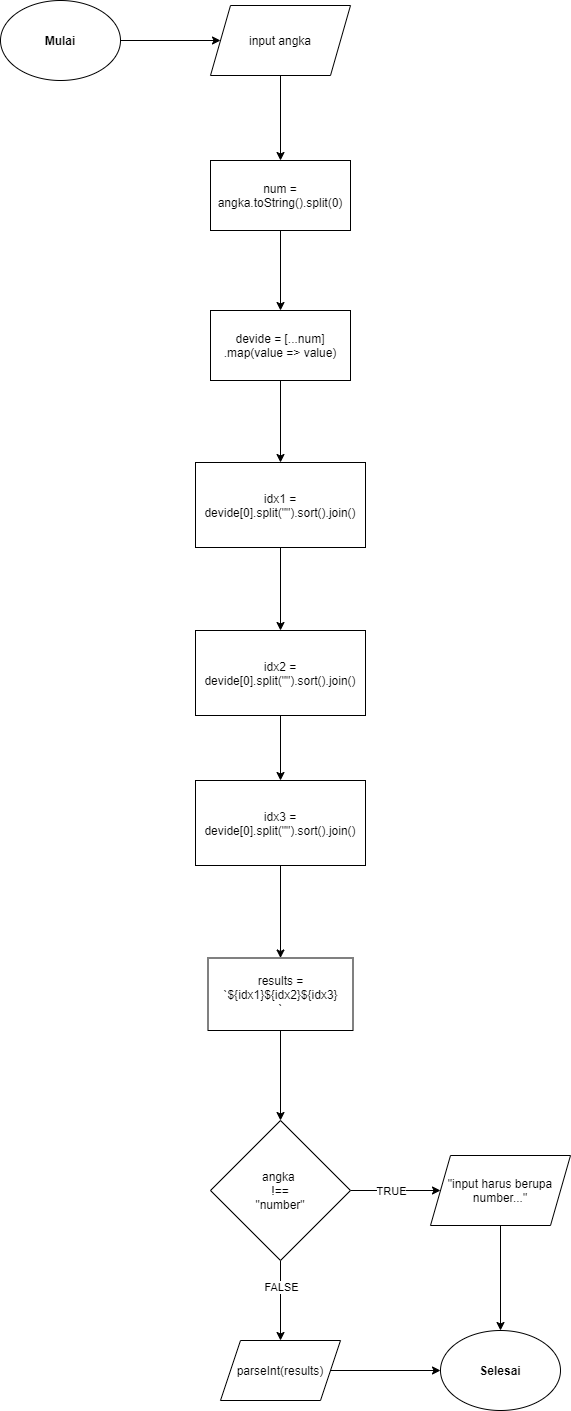 Mulai
input angka
num =
angka.toString().split(0)
devide = [...num]
.map(value => value)
idx1 =
devide[0].split("'").sort().join()
idx2 =
devide[0].split("'").sort().join()
idx3 =
devide[0].split("'").sort().join()
results =
`${idx1}${idx2}${idx3}
`
angka
!==
"number"
TRUE
"input harus berupa
number..."
FALSE
parseInt(results)
Selesai